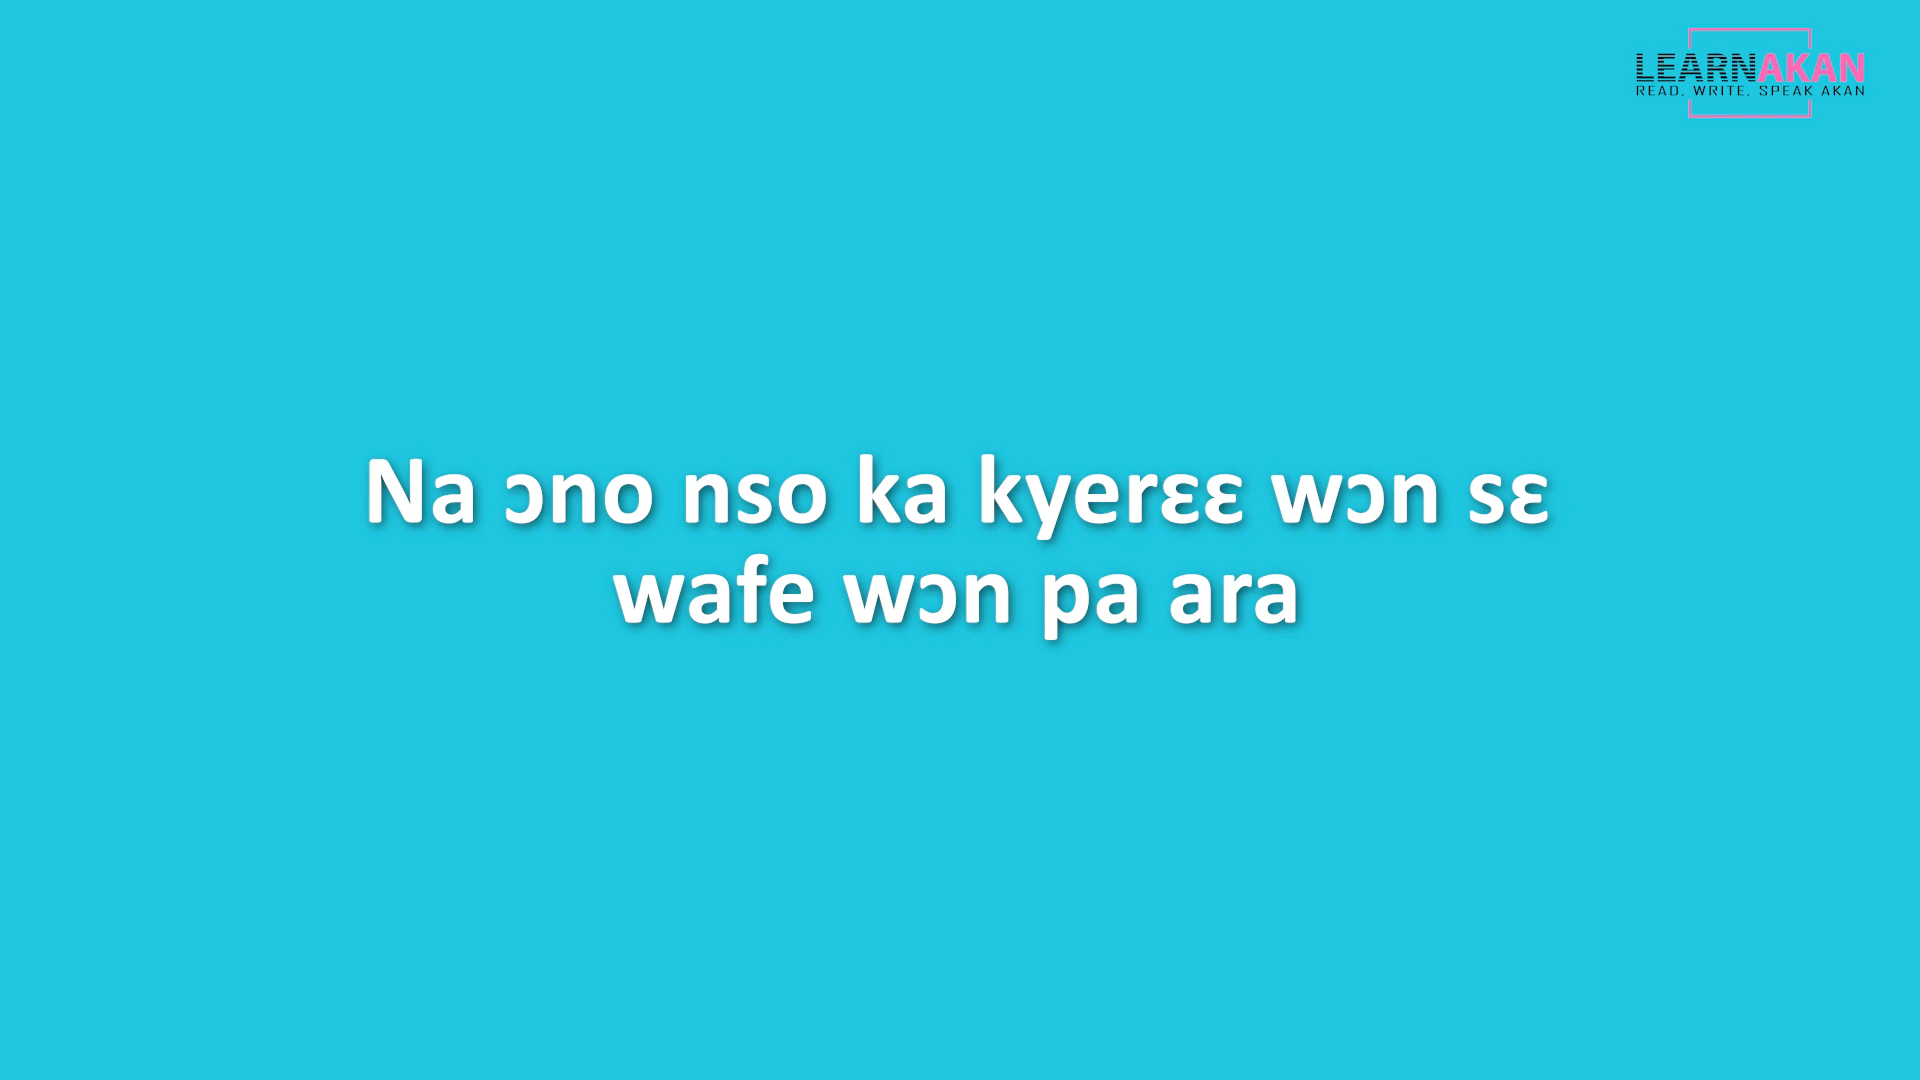 LEARNAKAN
READ. WRITE. SPEAK AKAN
Na ɔno nso ka kyerɛɛ wɔn sɛ
wafe wɔn pa ara